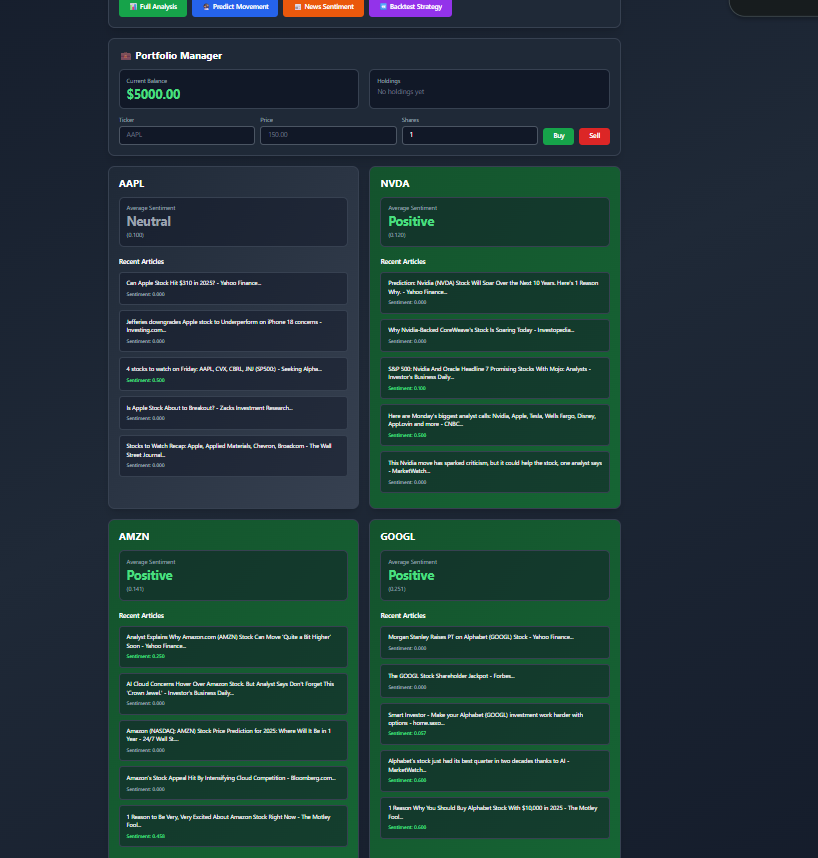 Full Analysis
Predict Movement
News Sentiment
Backtest Strategy
Portfolio Manager
Current Balance
$5000.00
Holdings
No holdings yet
Ticker
Price
Shares
AAPL
150.00
1
Buy
Sell
AAPL
Average Sentiment
Neutral
(0.100)
Recent Articles
Can Apple Stock Hit $310 in 2025? - Yahoo Finance...
Sentiment: 0.000
Jefferies downgrades Apple stock to Underperform on iPhone 18 concerns -
Investing.com...
Sentiment: 0.000
4 stocks to watch on Friday: AAPL, CVX, CBRL, JNJ (SP500:) - Seeking Alpha...
Sentiment: 0.500
Is Apple Stock About to Breakout? - Zacks Investment Research...
Sentiment: 0.000
Stocks to Watch Recap: Apple, Applied Materials, Chevron, Broadcom - The Wall
Street Journal...
Sentiment: 0.000
NVDA
Average Sentiment
Positive
(0.120)
Recent Articles
Prediction: Nvidia (NVDA) Stock Will Soar Over the Next 10 Years. Here's 1 Reason
Why. - Yahoo Finance...
Sentiment: 0.000
Why Nvidia-Backed CoreWeave's Stock Is Soaring Today - Investopedia...
Sentiment: 0.000
S&P 500: Nvidia And Oracle Headline 7 Promising Stocks With Mojo: Analysts -
Investor's Business Daily...
Sentiment: 0.100
Here are Monday's biggest analyst calls: Nvidia, Apple, Tesla, Wells Fargo, Disney,
AppLovin and more - CNBC...
Sentiment: 0.500
This Nvidia move has sparked criticism, but it could help the stock, one analyst says
- MarketWatch...
Sentiment: 0.000
AMZN
Average Sentiment
Positive
(0.141)
Recent Articles
Analyst Explains Why Amazon.com (AMZN) Stock Can Move 'Quite a Bit Higher'
Soon - Yahoo Finance...
Sentiment: 0.250
AI Cloud Concerns Hover Over Amazon Stock. But Analyst Says Don't Forget This
'Crown Jewel.' - Investor's Business Daily...
Sentiment: 0.000
Amazon (NASDAQ: AMZN) Stock Price Prediction for 2025: Where Will It Be in 1
Year - 24/7 Wall St...
Sentiment: 0.000
Amazon's Stock Appeal Hit By Intensifying Cloud Competition - Bloomberg.com...
Sentiment: 0.000
1 Reason to Be Very, Very Excited About Amazon Stock Right Now - The Motley
Fool...
Sentiment: 0.458
GOOGL
Average Sentiment
Positive
(0.251)
Recent Articles
Morgan Stanley Raises PT on Alphabet (GOOGL) Stock - Yahoo Finance...
Sentiment: 0.000
The GOOGL Stock Shareholder Jackpot - Forbes...
Sentiment: 0.000
Smart Investor - Make your Alphabet (GOOGL) investment work harder with
options - home.saxo...
Sentiment: 0.057
Alphabet's stock just had its best quarter in two decades thanks to AI -
MarketWatch...
Sentiment: 0.600
1 Reason Why You Should Buy Alphabet Stock With $10,000 in 2025 - The Motley
Fool...
Sentiment: 0.600